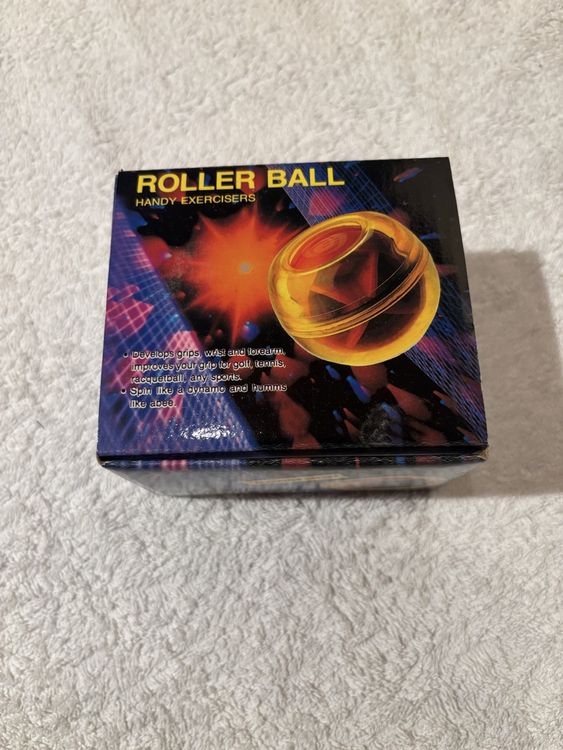 ROLLER BALL
HANDY EXERCISERS
• Develops grips, wrist and forearm,
improves your grip for golf, tennis,
racquetball, any sports.
• Spin like a dynamo and humms
like abee.